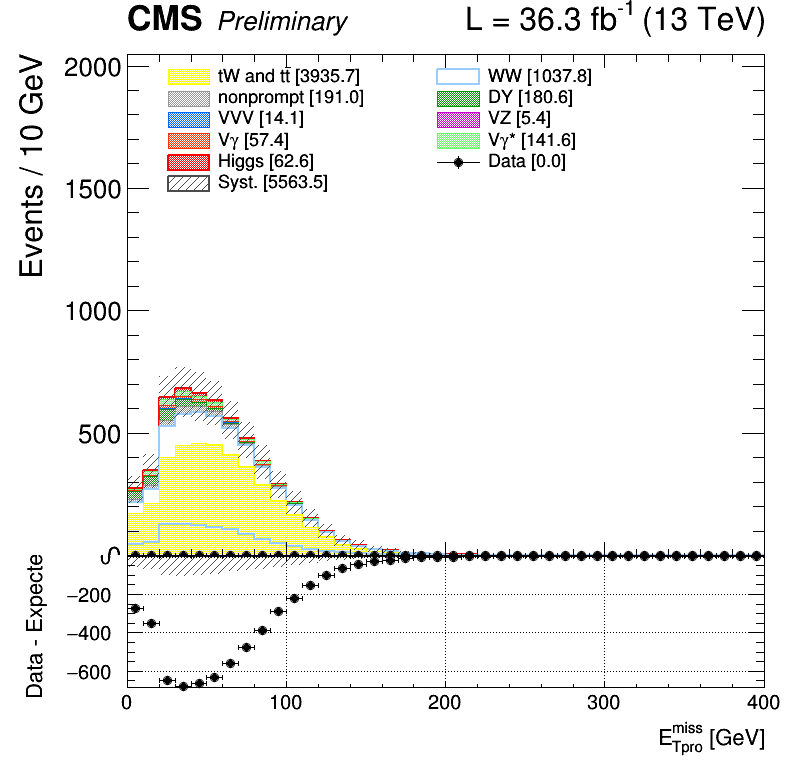 CMS Preliminary L = 36.3 fb⁻¹ (13 TeV)
Events / 10 GeV
2000
1500
1000
500
0
tW and tt̄ [3935.7]
nonprompt [191.0]
VVV [14.1]
Vγ [57.4]
Higgs [62.6]
Syst. [5563.5]
WW [1037.8]
DY [180.6]
VZ [5.4]
Vγ* [141.6]
Data [0.0]
Data - Expecte
0
−200
−400
−600
0 100 200 300 400
E_Tpro^miss [GeV]